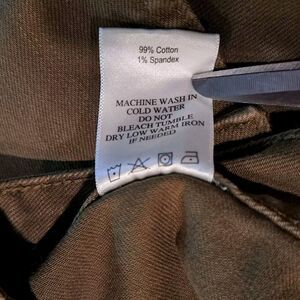 99% Cotton
1% Spandex
MACHINE WASH IN
COLD WATER
DO NOT
BLEACH TUMBLE
DRY LOW WARM IRON
IF NEEDED